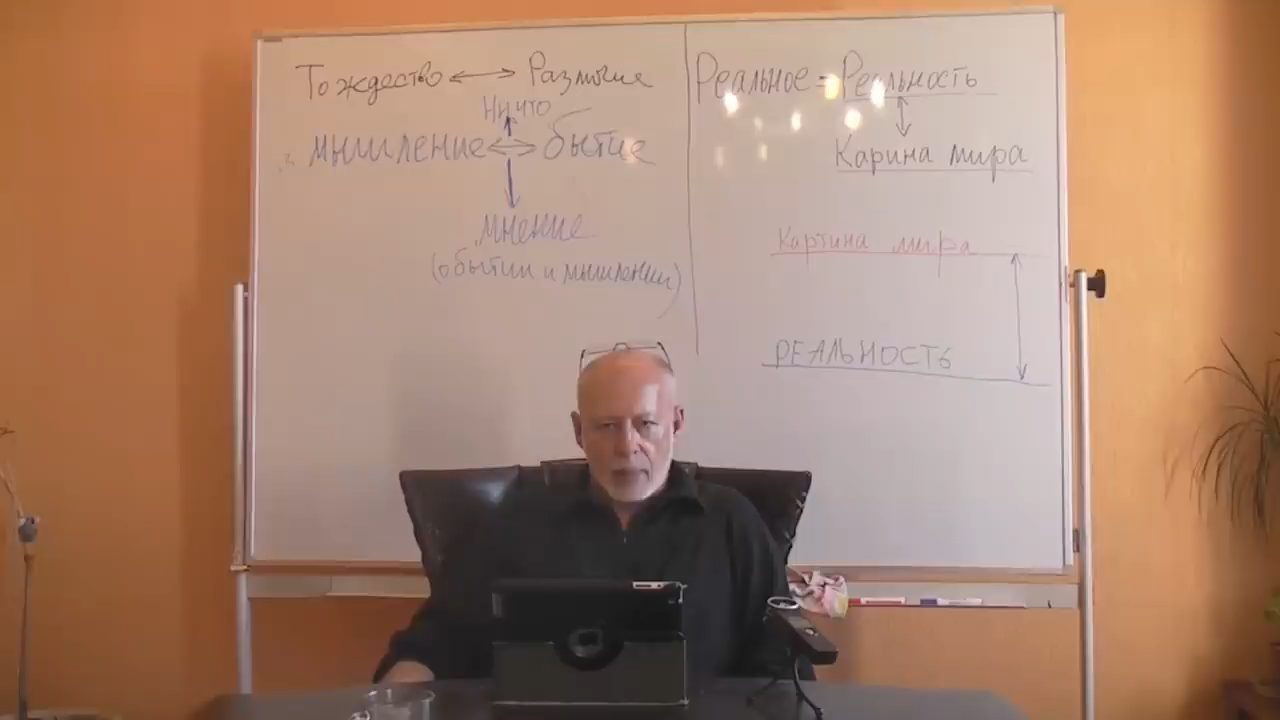 Тождество ⟷ Различие
Ничто
мышление ⟷ бытие
мнение
(о бытии и мышлении)
Реальное = Реальность
Карина мира
Картина мира
РЕАЛЬНОСТЬ